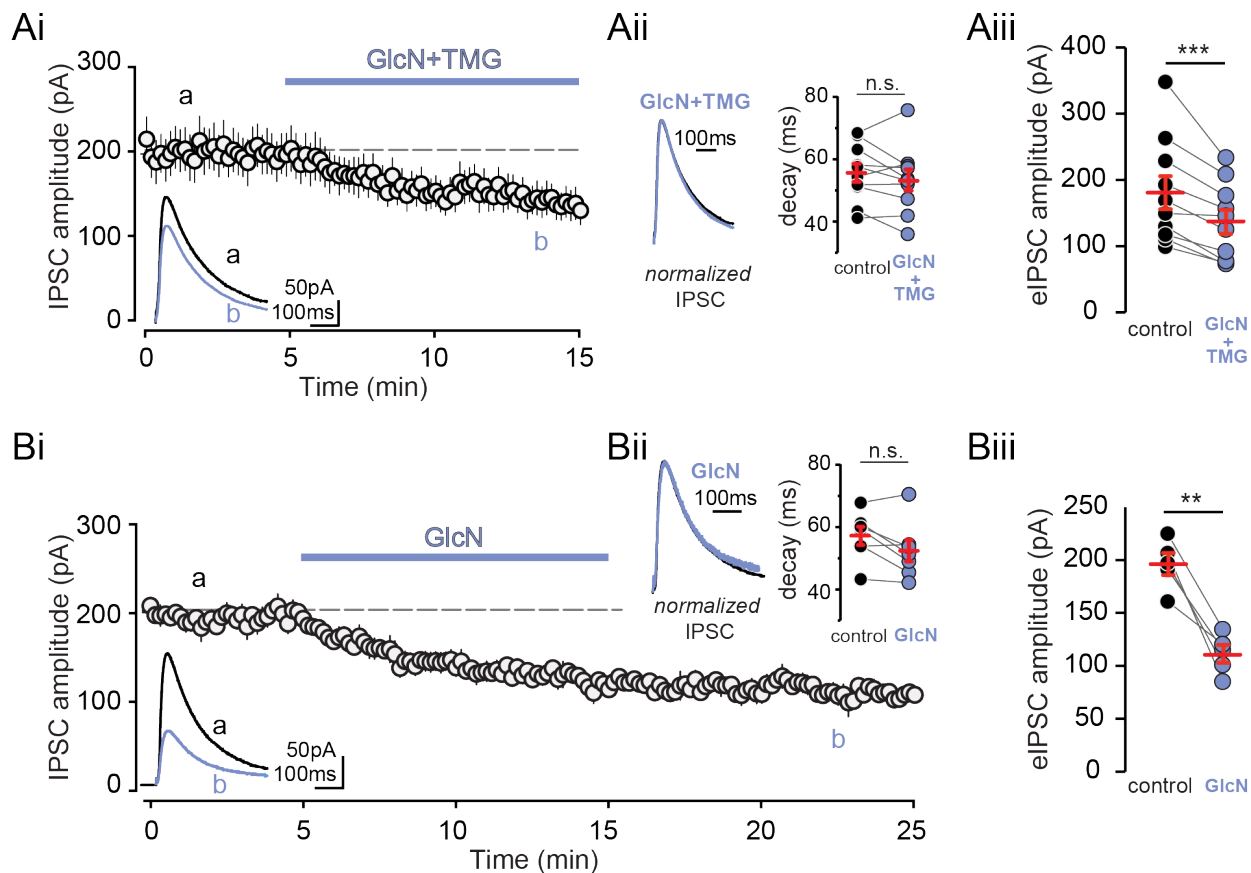 Ai
IPSC amplitude (pA)
300
200
100
0
a
GlcN+TMG
b
a
b
50pA
100ms
0
5
10
15
Time (min)
Aii
GlcN+TMG
100ms
normalized
IPSC
n.s.
decay (ms)
80
60
40
control
GlcN
+
TMG
Aiii
eIPSC amplitude (pA)
400
300
200
100
0
***
control
GlcN
+
TMG
Bi
IPSC amplitude (pA)
300
200
100
0
a
GlcN
b
a
b
50pA
100ms
0
5
10
15
20
25
Time (min)
Bii
GlcN
100ms
normalized
IPSC
n.s.
decay (ms)
80
60
40
control
GlcN
Biii
eIPSC amplitude (pA)
250
200
150
100
50
0
**
control
GlcN